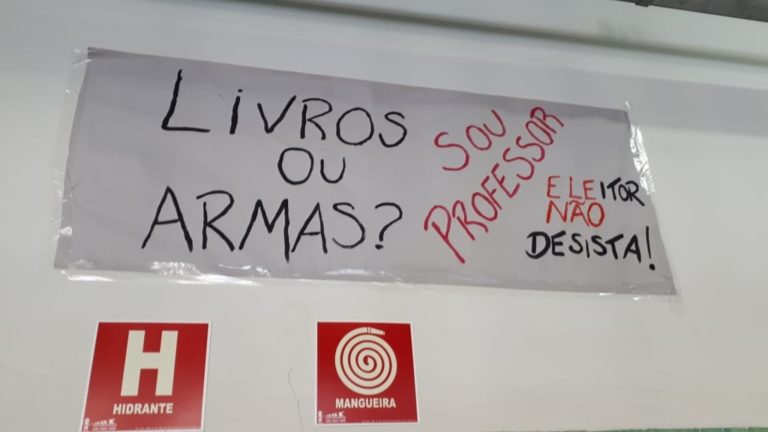 LIVROS
OU
ARMAS?
SOU
PROFESSOR
ELEITOR
NÃO
DESISTA!
H
HIDRANTE
MANGUEIRA